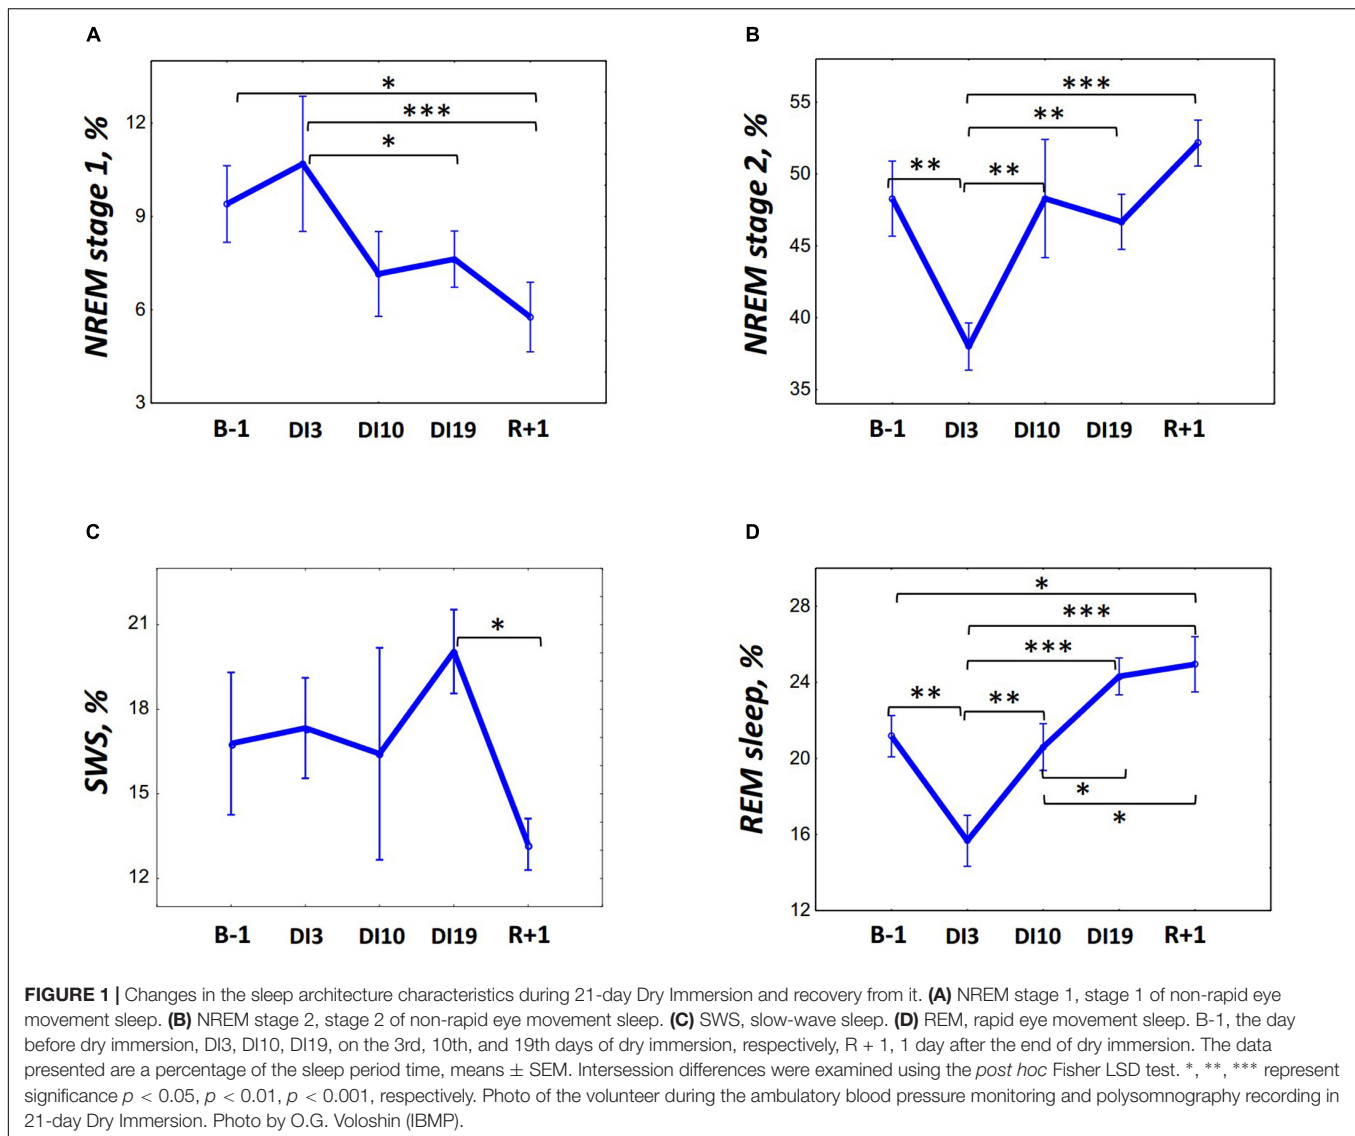 A
NREM stage 1, %
12
9
6
3
*
***
*
B-1 DI3 DI10 DI19 R+1
B
NREM stage 2, %
55
50
45
40
35
***
**
** **
B-1 DI3 DI10 DI19 R+1
C
SWS, %
21
18
15
12
*
B-1 DI3 DI10 DI19 R+1
D
REM sleep, %
28
24
20
16
12
*
***
***
** **
*
*
B-1 DI3 DI10 DI19 R+1
FIGURE 1 | Changes in the sleep architecture characteristics during 21-day Dry Immersion and recovery from it. (A) NREM stage 1, stage 1 of non-rapid eye
movement sleep. (B) NREM stage 2, stage 2 of non-rapid eye movement sleep. (C) SWS, slow-wave sleep. (D) REM, rapid eye movement sleep. B-1, the day
before dry immersion, DI3, DI10, DI19, on the 3rd, 10th, and 19th days of dry immersion, respectively, R + 1, 1 day after the end of dry immersion. The data
presented are a percentage of the sleep period time, means ± SEM. Intersession differences were examined using the post hoc Fisher LSD test. *, **, *** represent
significance p < 0.05, p < 0.01, p < 0.001, respectively. Photo of the volunteer during the ambulatory blood pressure monitoring and polysomnography recording in
21-day Dry Immersion. Photo by O.G. Voloshin (IBMP).